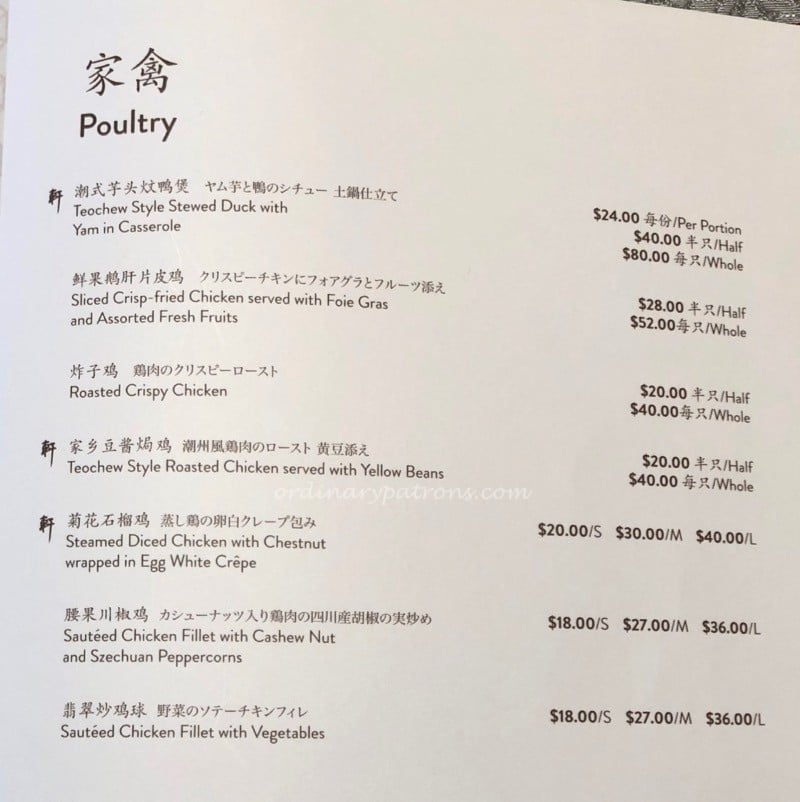 家禽
Poultry
軒 潮式芋头炆鸭煲 ヤム芋と鴨のシチュー 土鍋仕立て
Teochew Style Stewed Duck with
Yam in Casserole
$24.00 每份/Per Portion
$40.00 半只/Half
$80.00 每只/Whole
鲜果鹅肝片皮鸡 クリスピーチキンにフォアグラとフルーツ添え
Sliced Crisp-fried Chicken served with Foie Gras
and Assorted Fresh Fruits
$28.00 半只/Half
$52.00每只/Whole
炸子鸡 鶏肉のクリスピーロースト
Roasted Crispy Chicken
$20.00 半只/Half
$40.00每只/Whole
軒 家乡豆酱焗鸡 潮州風鶏肉のロースト 黄豆添え
Teochew Style Roasted Chicken served with Yellow Beans
$20.00 半只/Half
$40.00 每只/Whole
ordinarypatrons.com
軒 菊花石榴鸡 蒸し鶏の卵白クレープ包み
Steamed Diced Chicken with Chestnut
wrapped in Egg White Crêpe
$20.00/S $30.00/M $40.00/L
腰果川椒鸡 カシューナッツ入り鶏肉の四川産胡椒の実炒め
Sautéed Chicken Fillet with Cashew Nut
and Szechuan Peppercorns
$18.00/S $27.00/M $36.00/L
翡翠炒鸡球 野菜のソテーチキンフィレ
Sautéed Chicken Fillet with Vegetables
$18.00/S $27.00/M $36.00/L